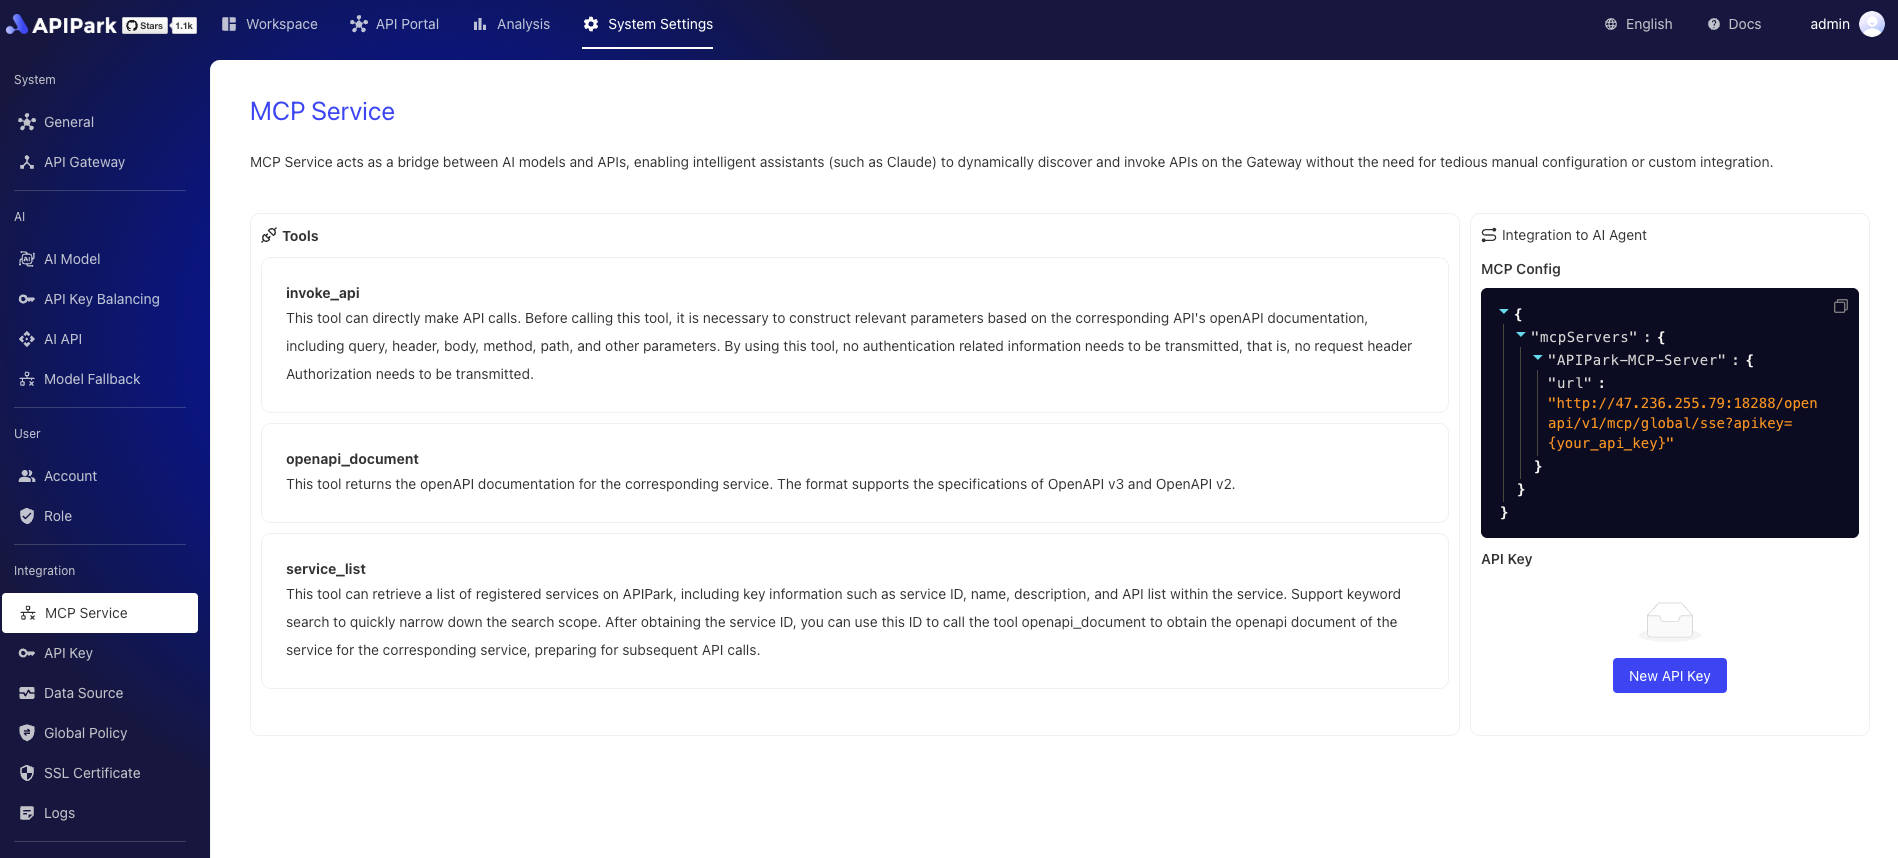 APIPark Stars 1.1k Workspace API Portal Analysis System Settings English Docs admin
System
General
API Gateway
AI
AI Model
API Key Balancing
AI API
Model Fallback
User
Account
Role
Integration
MCP Service
API Key
Data Source
Global Policy
SSL Certificate
Logs
MCP Service
MCP Service acts as a bridge between AI models and APIs, enabling intelligent assistants (such as Claude) to dynamically discover and invoke APIs on the Gateway without the need for tedious manual configuration or custom integration.
Tools
invoke_api
This tool can directly make API calls. Before calling this tool, it is necessary to construct relevant parameters based on the corresponding API's openAPI documentation,
including query, header, body, method, path, and other parameters. By using this tool, no authentication related information needs to be transmitted, that is, no request header
Authorization needs to be transmitted.
openapi_document
This tool returns the openAPI documentation for the corresponding service. The format supports the specifications of OpenAPI v3 and OpenAPI v2.
service_list
This tool can retrieve a list of registered services on APIPark, including key information such as service ID, name, description, and API list within the service. Support keyword
search to quickly narrow down the search scope. After obtaining the service ID, you can use this ID to call the tool openapi_document to obtain the openapi document of the
service for the corresponding service, preparing for subsequent API calls.
Integration to AI Agent
MCP Config
{
"mcpServers" : {
"APIPark-MCP-Server" : {
"url" :
"http://47.236.255.79:18288/open
api/v1/mcp/global/sse?apikey=
{your_api_key}"
}
}
}
API Key
New API Key